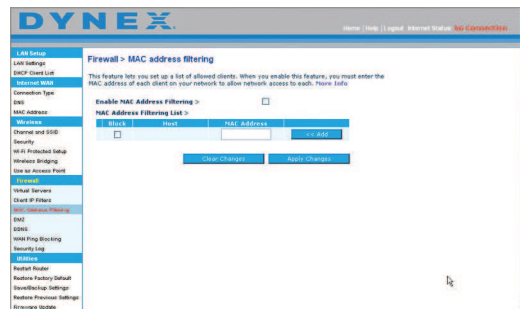 DYNEX
Home | Help | Logout Internet Status: No Connection
LAN Setup
LAN Settings
DHCP Client List
Internet WAN
Connection Type
DNS
MAC Address
Wireless
Channel and SSID
Security
Wi-Fi Protected Setup
Wireless Bridging
Use as Access Point
Firewall
Virtual Servers
Client IP Filters
MAC Address Filtering
DMZ
DDNS
WAN Ping Blocking
Security Log
Utilities
Restart Router
Restore Factory Default
Save/Backup Settings
Restore Previous Settings
Firmware Update
Firewall > MAC address filtering
This feature lets you set up a list of allowed clients. When you enable this feature, you must enter the
MAC address of each client on your network to allow network access to each. More Info
Enable MAC Address Filtering >
MAC Address Filtering List >
Block Host MAC Address
<< Add
Clear Changes Apply Changes